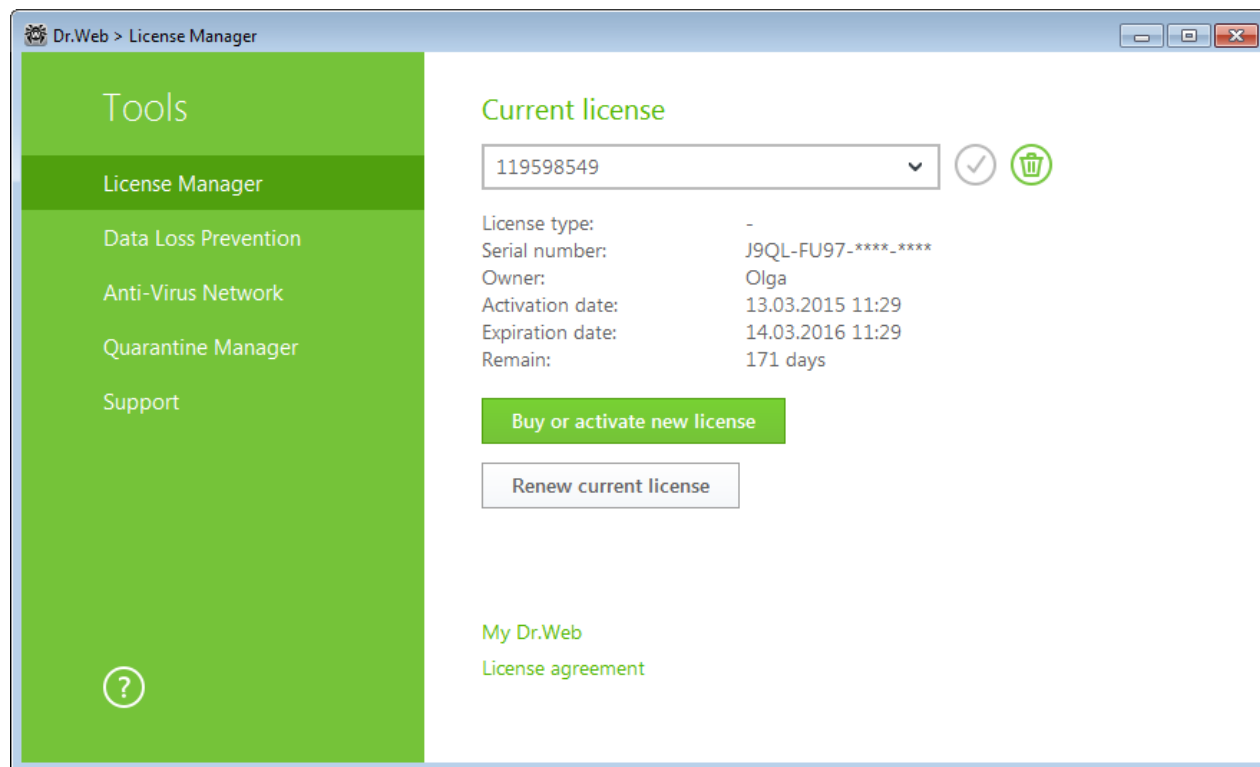 Dr.Web > License Manager
Tools
License Manager
Data Loss Prevention
Anti-Virus Network
Quarantine Manager
Support
?
Current license
119598549
License type: -
Serial number: J9QL-FU97-****-****
Owner: Olga
Activation date: 13.03.2015 11:29
Expiration date: 14.03.2016 11:29
Remain: 171 days
Buy or activate new license
Renew current license
My Dr.Web
License agreement